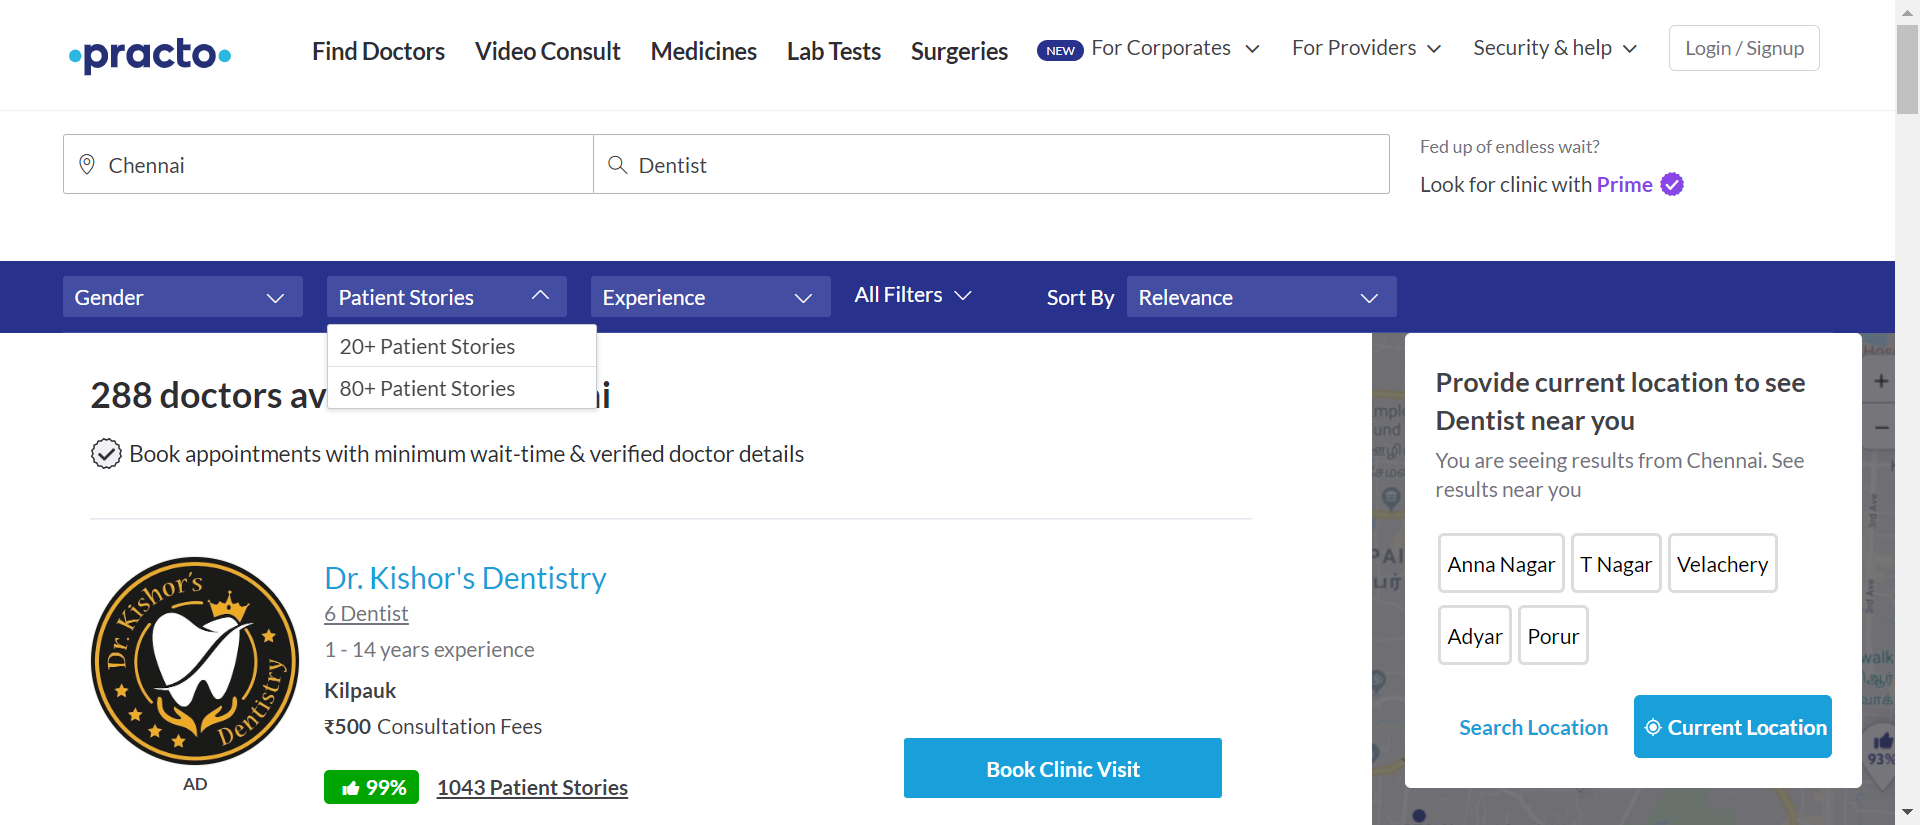 practo
Find Doctors
Video Consult
Medicines
Lab Tests
Surgeries
NEW For Corporates
For Providers
Security & help
Login / Signup
Chennai
Dentist
Fed up of endless wait?
Look for clinic with Prime
Gender
Patient Stories
Experience
All Filters
Sort By
Relevance
20+ Patient Stories
80+ Patient Stories
288 doctors av
Book appointments with minimum wait-time & verified doctor details
Dr. Kishor's Dentistry
AD
Dr. Kishor's Dentistry
6 Dentist
1 - 14 years experience
Kilpauk
₹500 Consultation Fees
99%
1043 Patient Stories
Book Clinic Visit
Provide current location to see
Dentist near you
You are seeing results from Chennai. See
results near you
Anna Nagar
T Nagar
Velachery
Adyar
Porur
Search Location
Current Location
3rd Ave
3rd Ave
93%